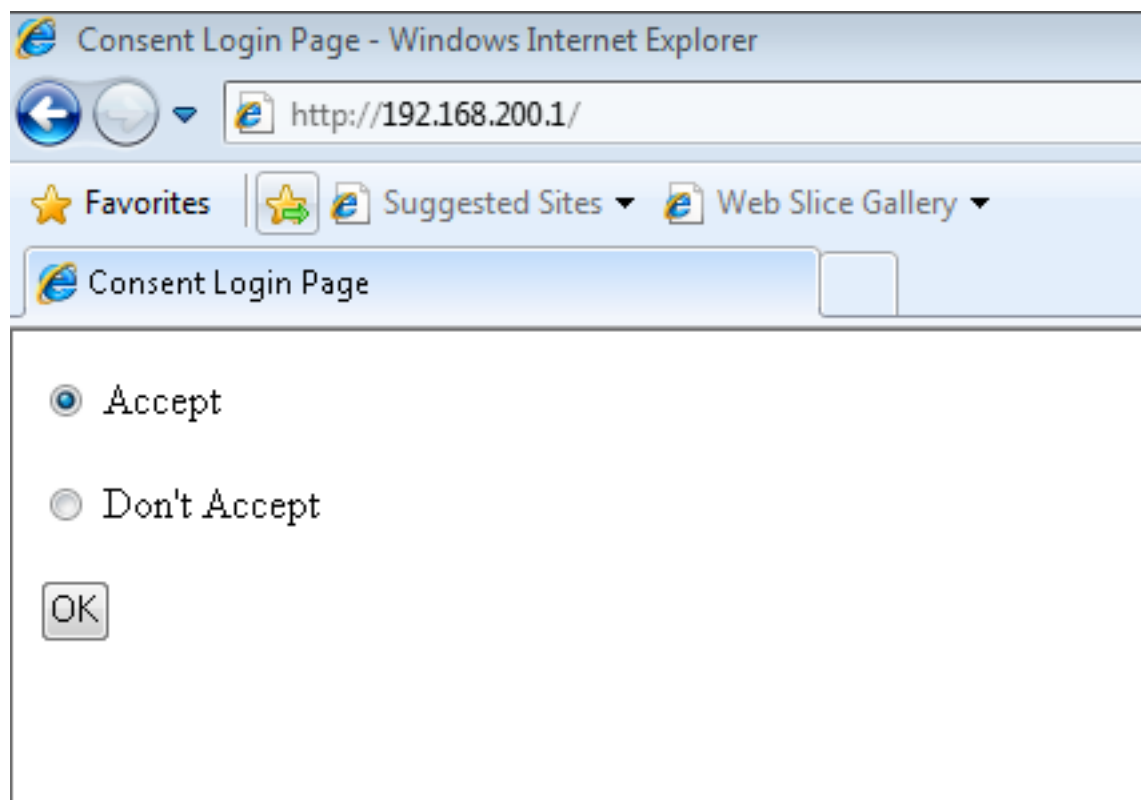 Consent Login Page - Windows Internet Explorer
http://192.168.200.1/
Favorites Suggested Sites Web Slice Gallery
Consent Login Page
Accept
Don't Accept
OK